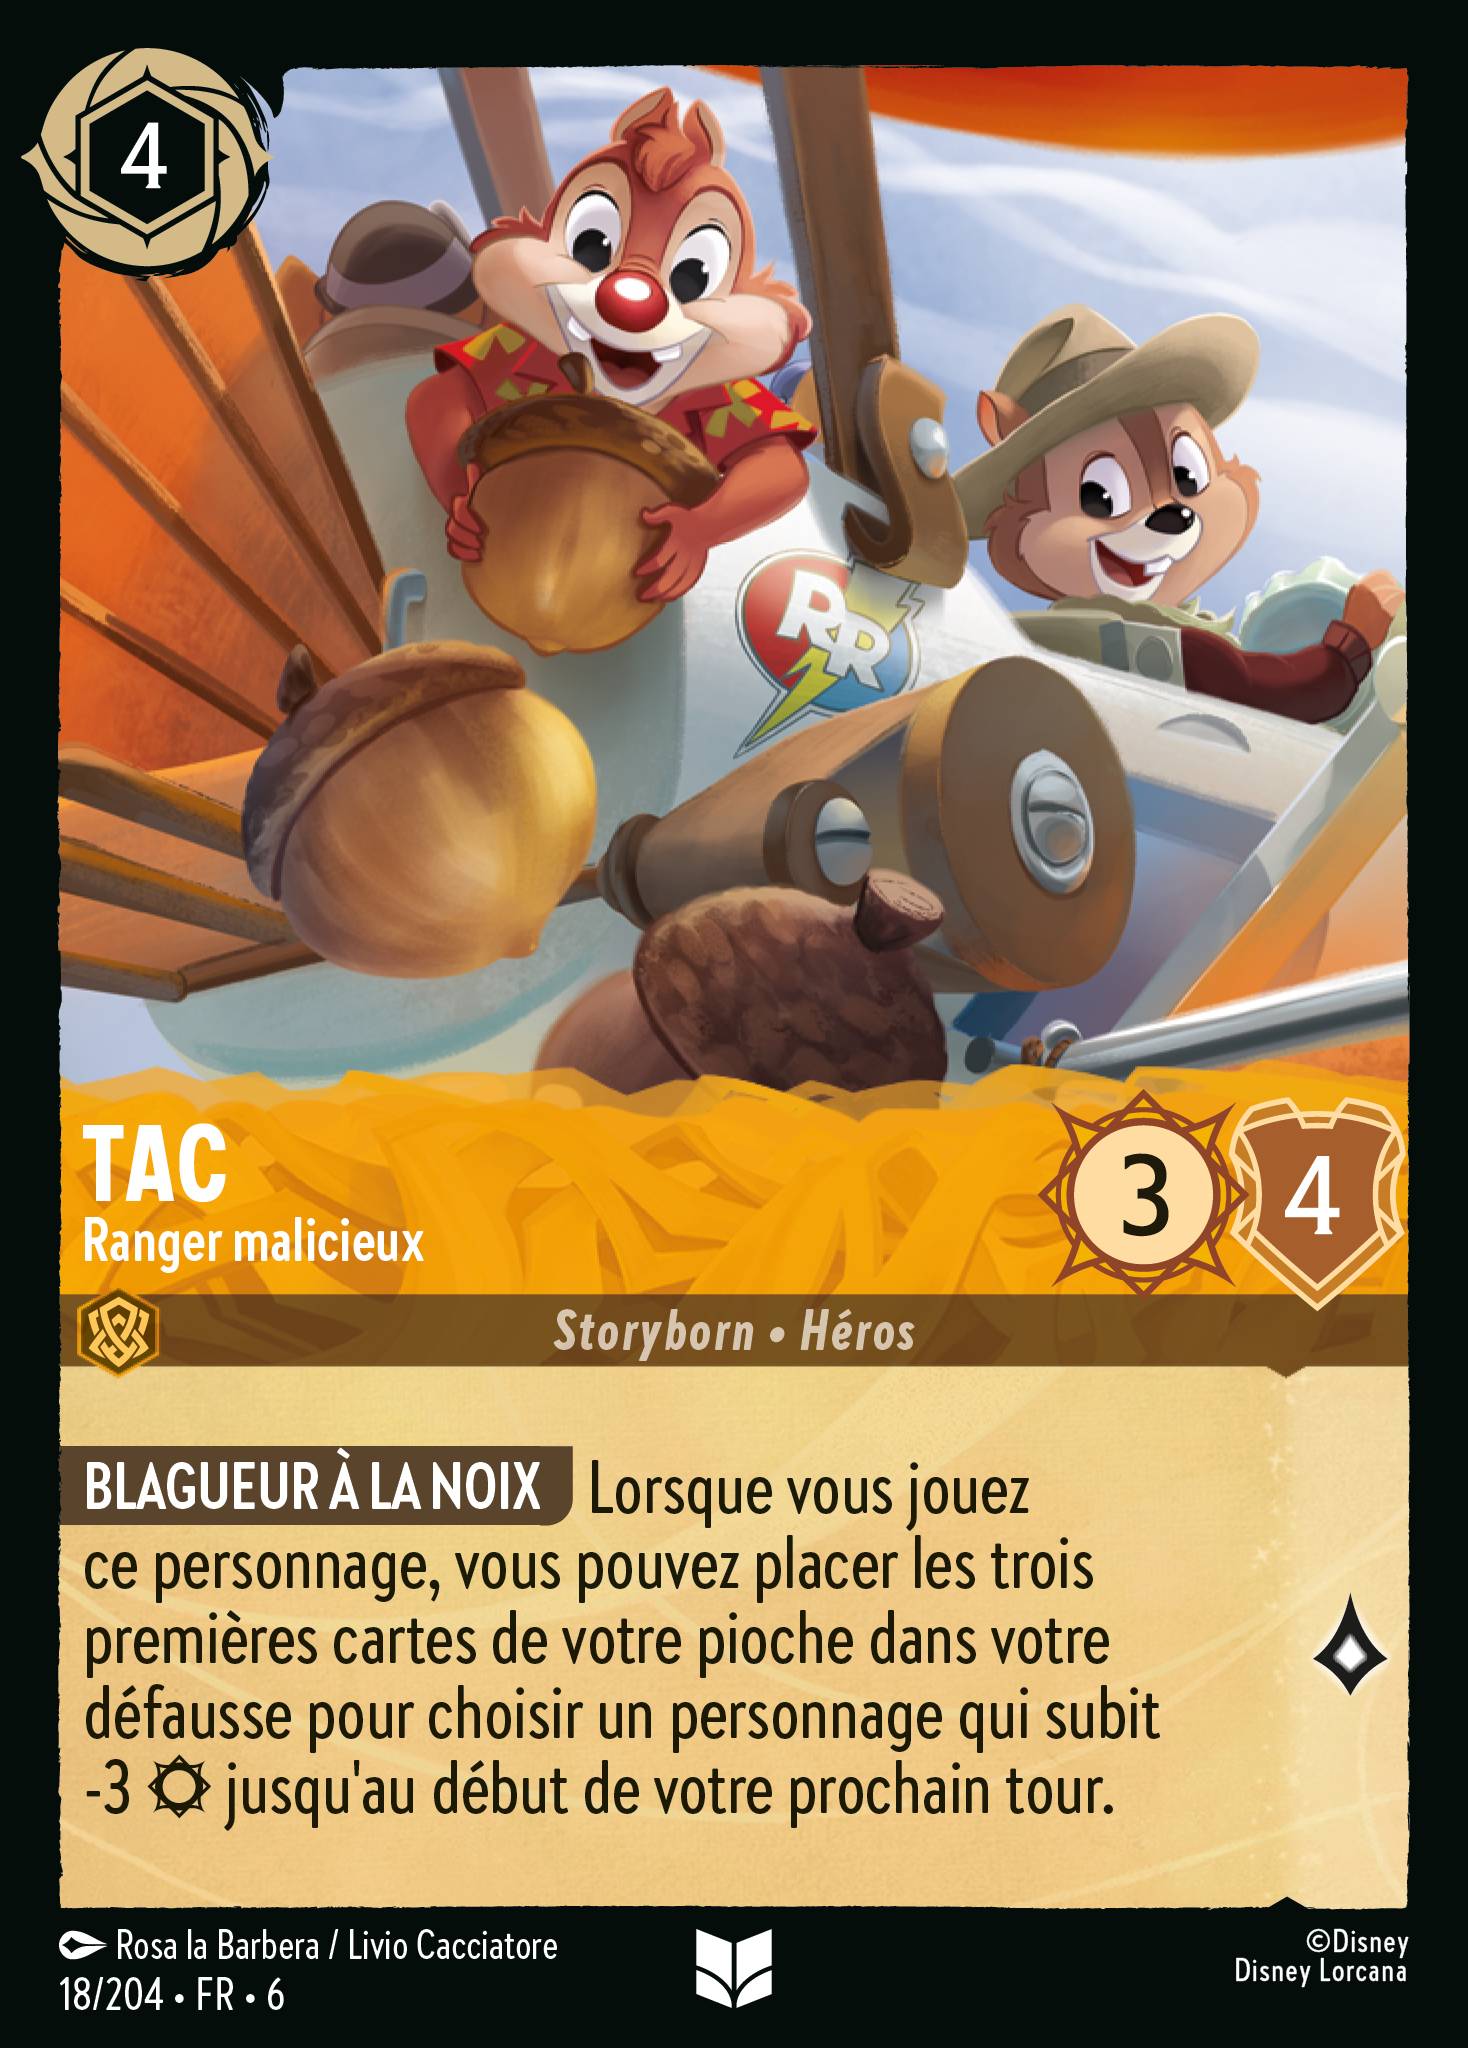 4
RR
TAC
Ranger malicieux
3
4
Storyborn • Héros
BLAGUEUR À LA NOIX Lorsque vous jouez
ce personnage, vous pouvez placer les trois
premières cartes de votre pioche dans votre
défausse pour choisir un personnage qui subit
-3 jusqu'au début de votre prochain tour.
Rosa la Barbera / Livio Cacciatore
18/204 • FR • 6
©Disney
Disney Lorcana